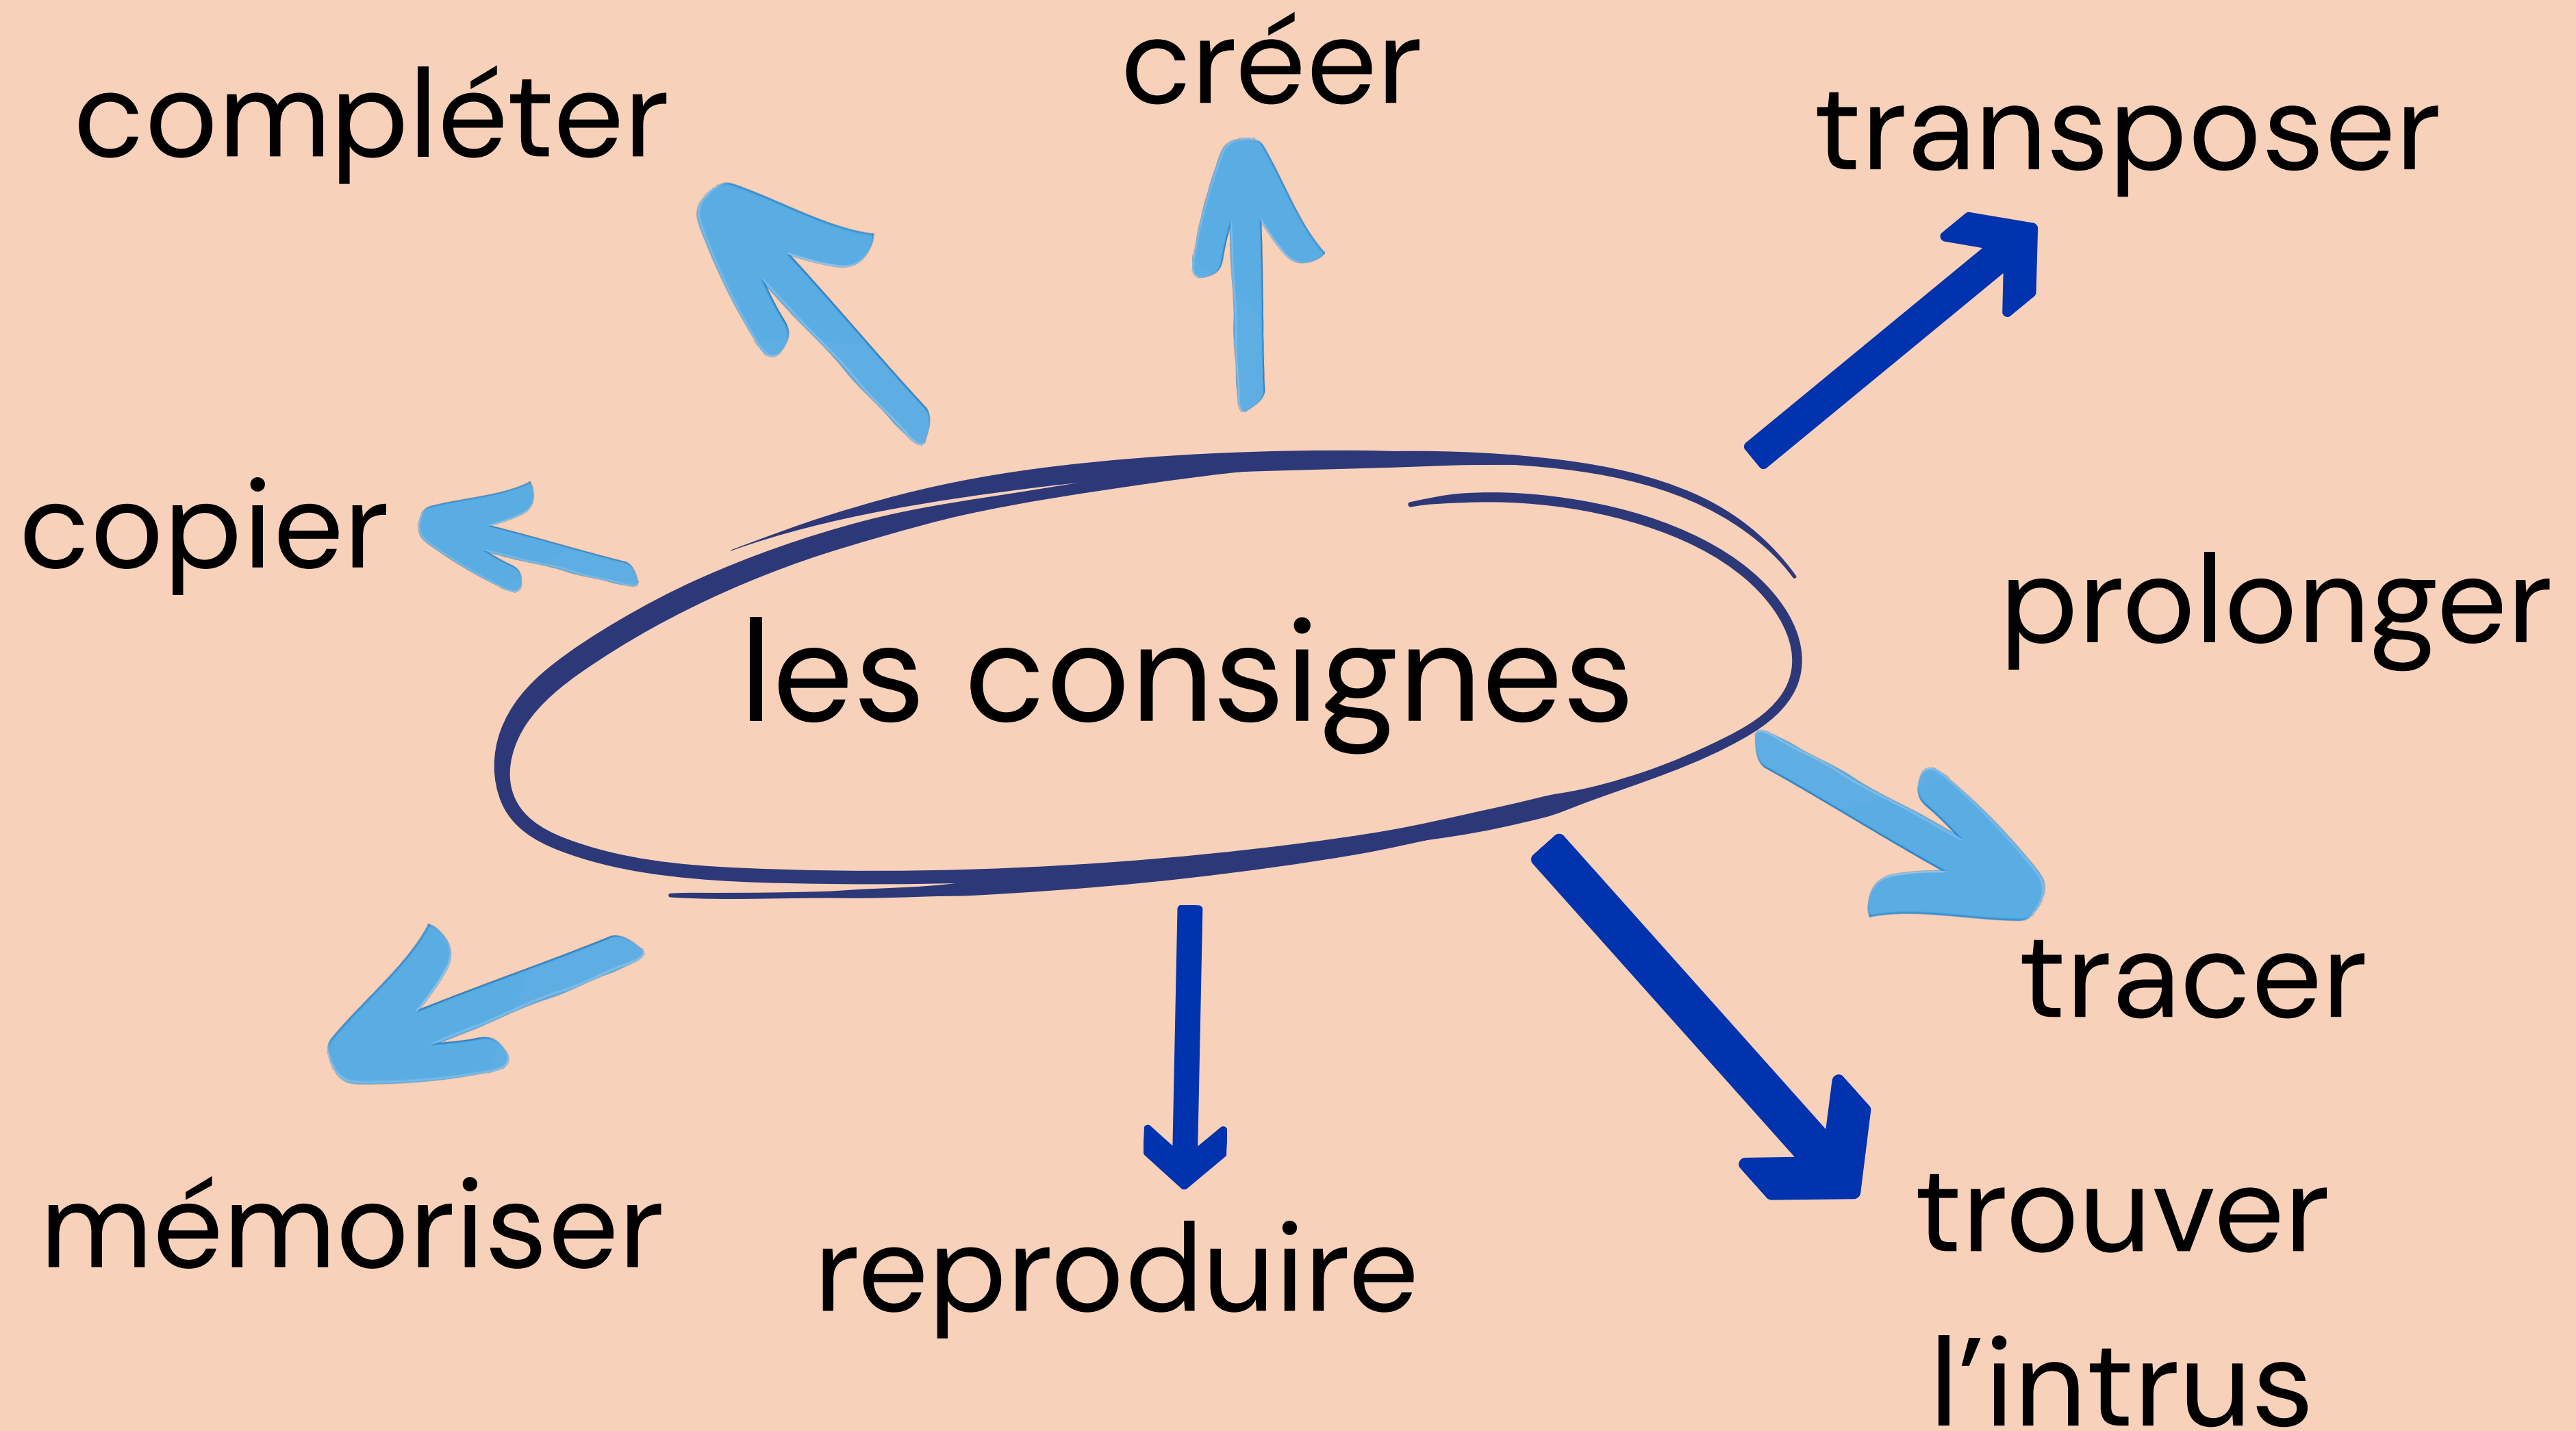 créer
compléter
transposer
copier
prolonger
les consignes
tracer
mémoriser
reproduire
trouver
l’intrus